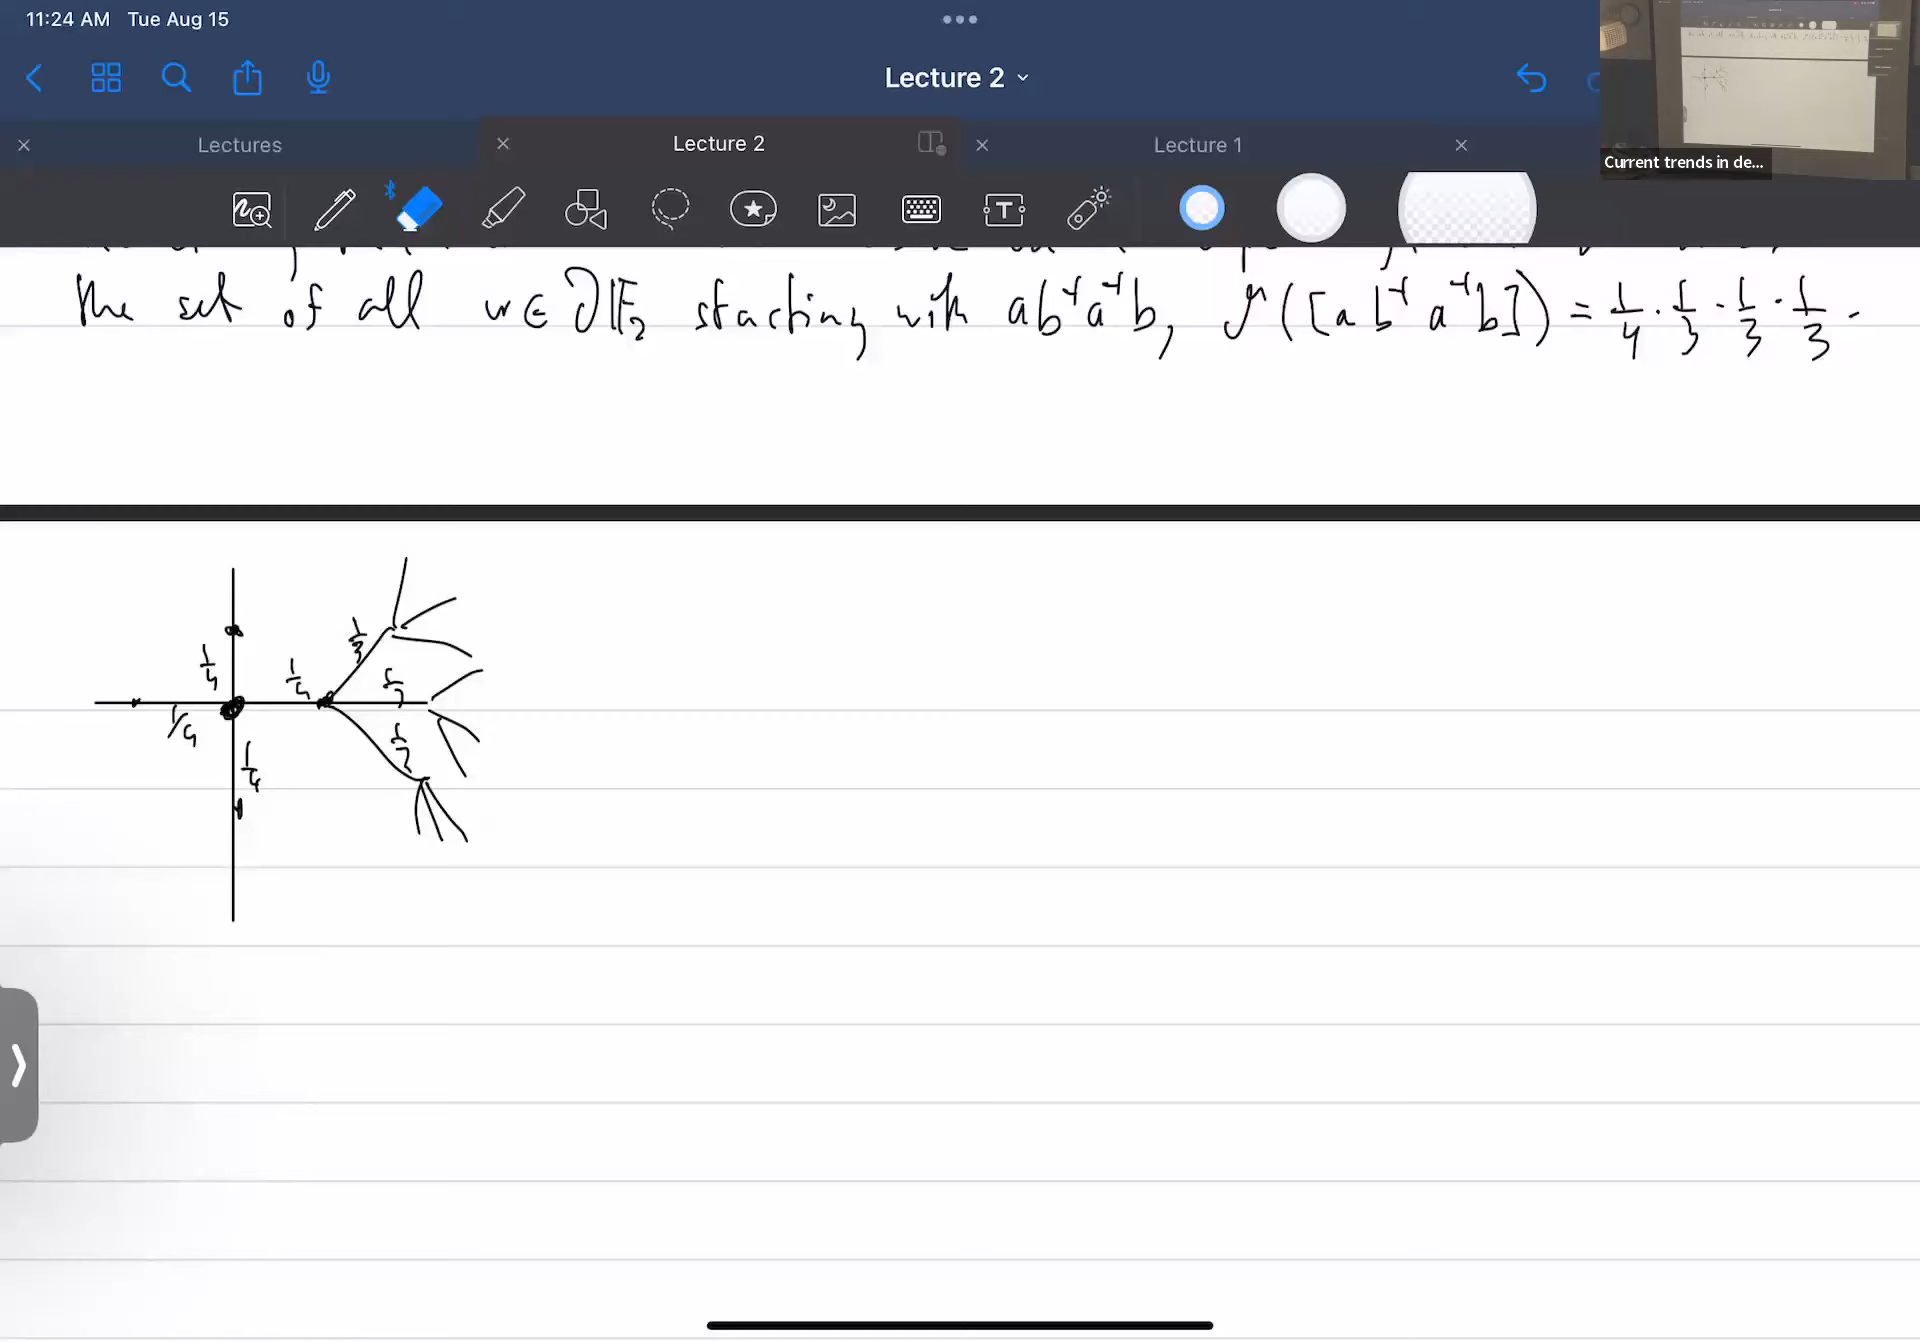 11:24 AM Tue Aug 15
Lecture 2
Lectures
Lecture 2
Lecture 1
Current trends in de...
the set of all w ∈ ∂𝔽₂ starting with ab⁻¹a⁻¹b, μ([ab⁻¹a⁻¹b]) = 1/4 · 1/3 · 1/3 · 1/3 .
1/3
1/4 1/4 1/3
1/4 1/3
1/4